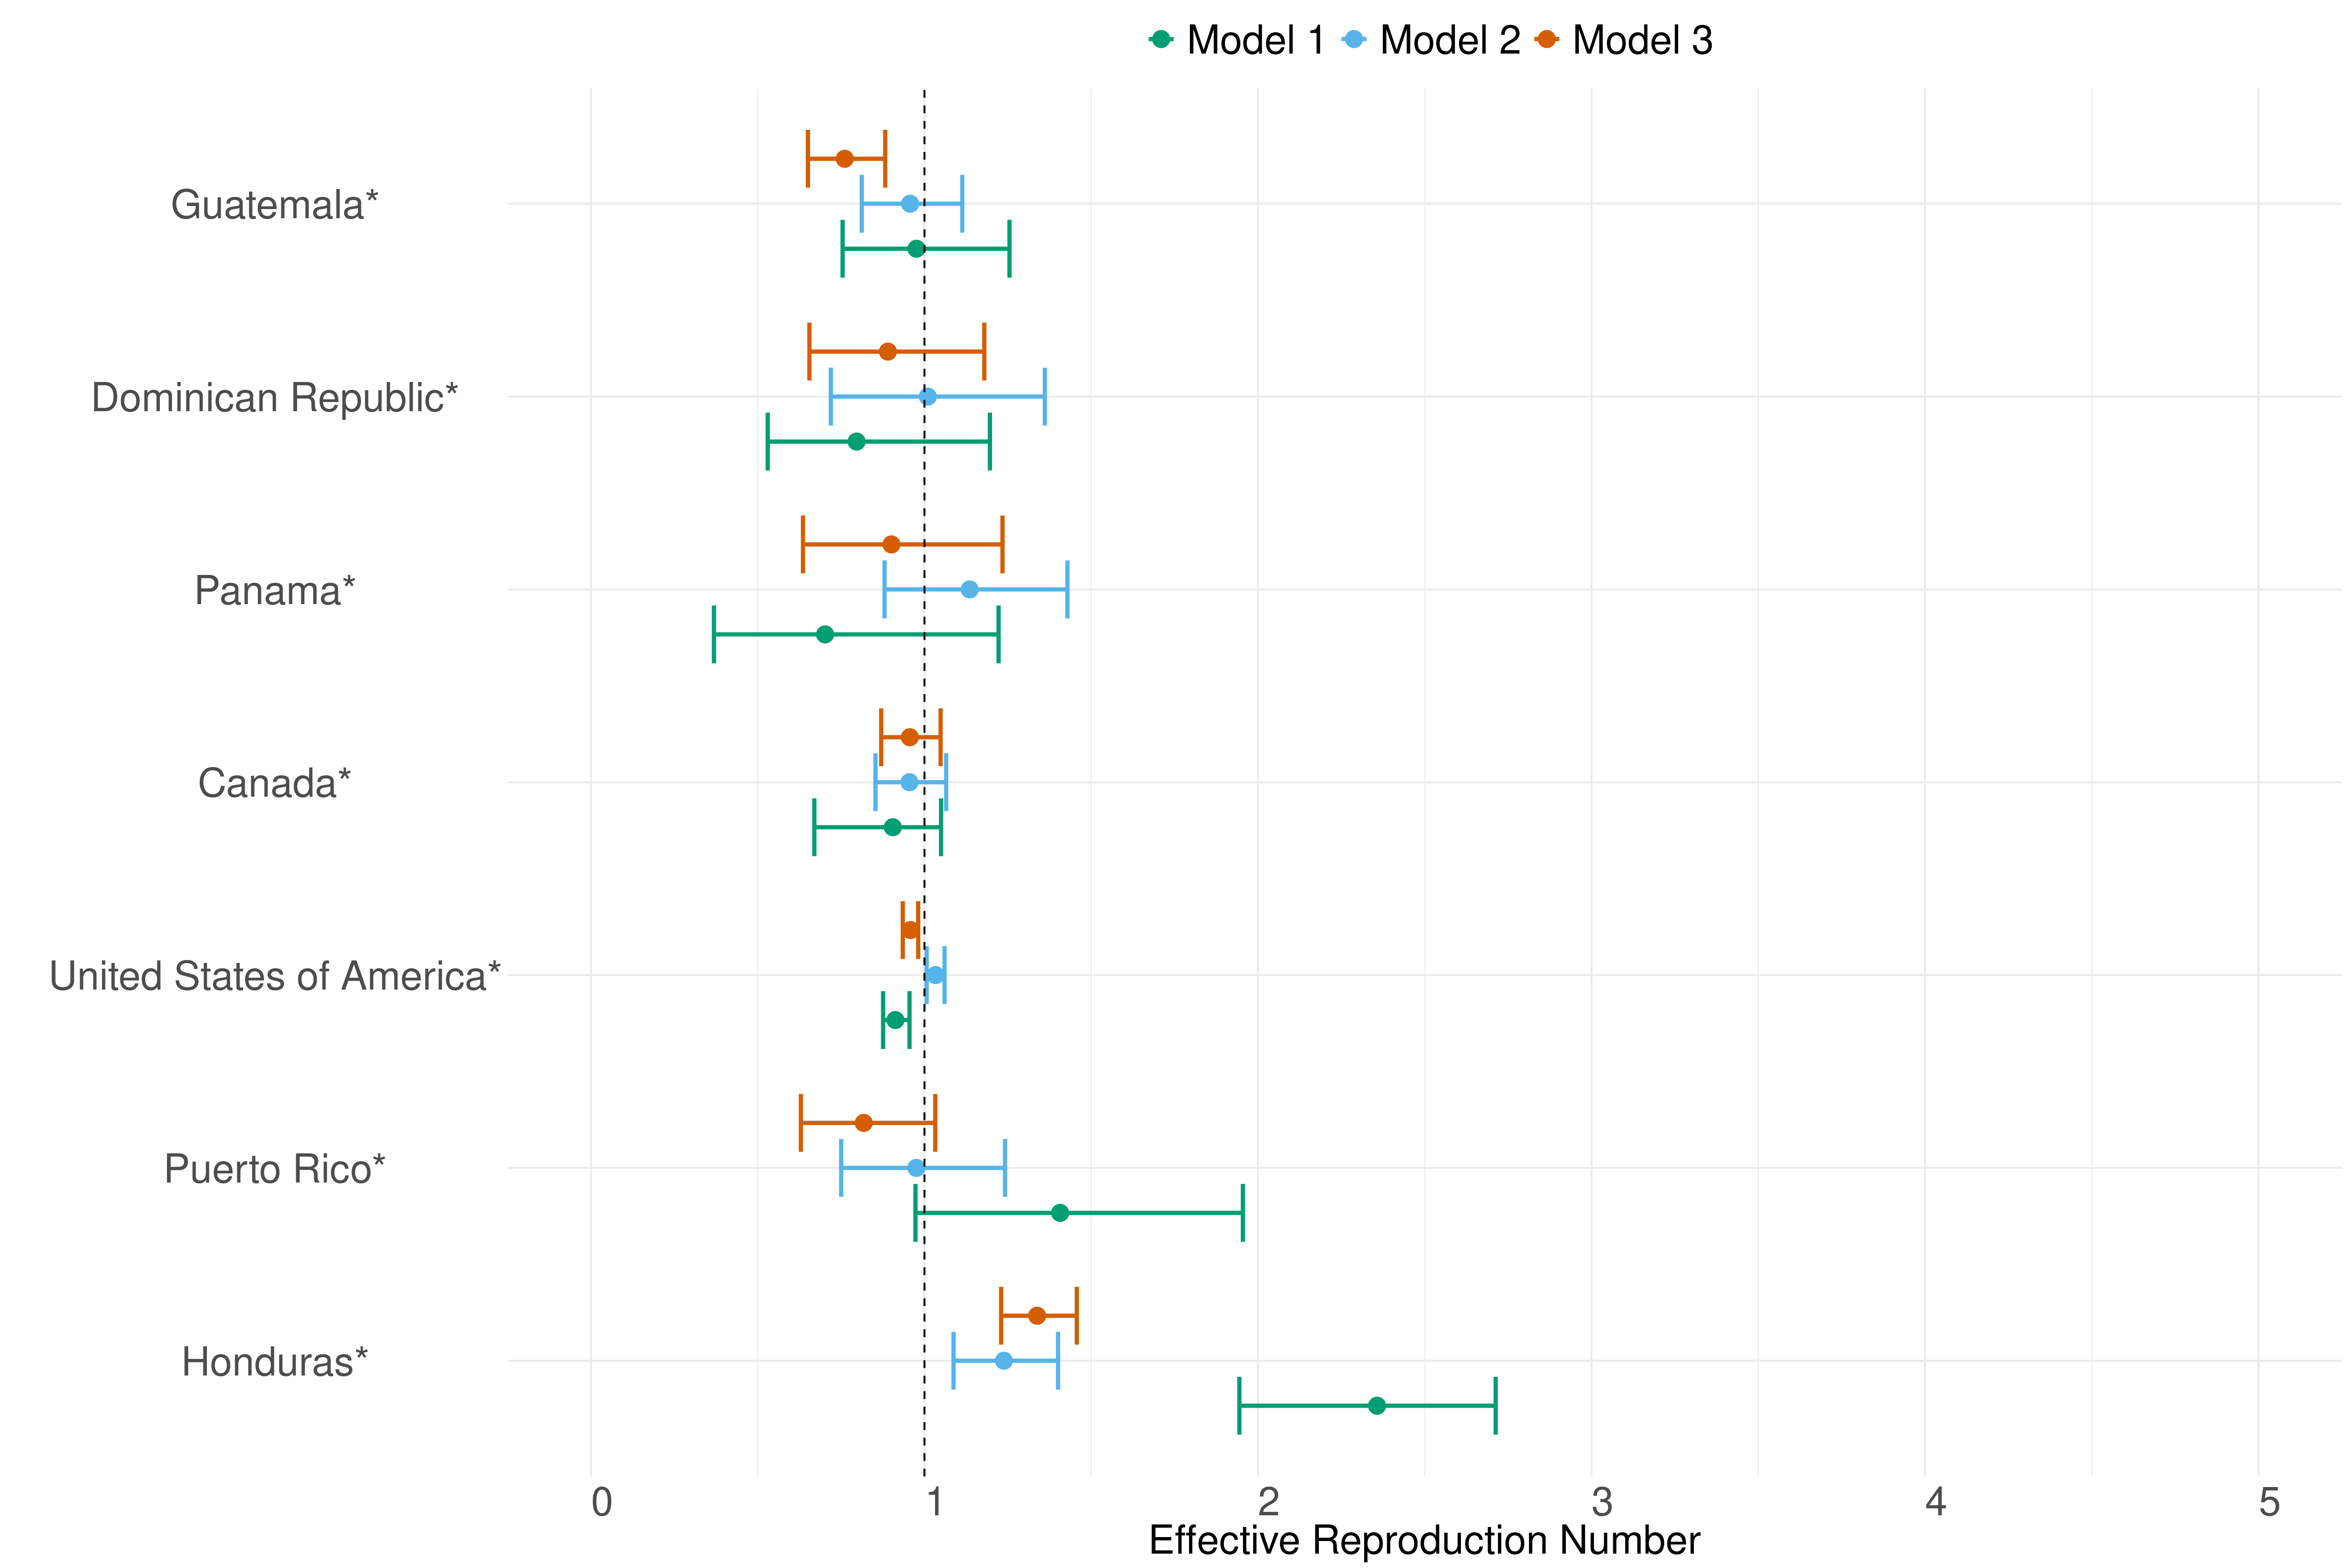 Model 1 Model 2 Model 3
Guatemala*
Dominican Republic*
Panama*
Canada*
United States of America*
Puerto Rico*
Honduras*
0 1 2 3 4 5
Effective Reproduction Number